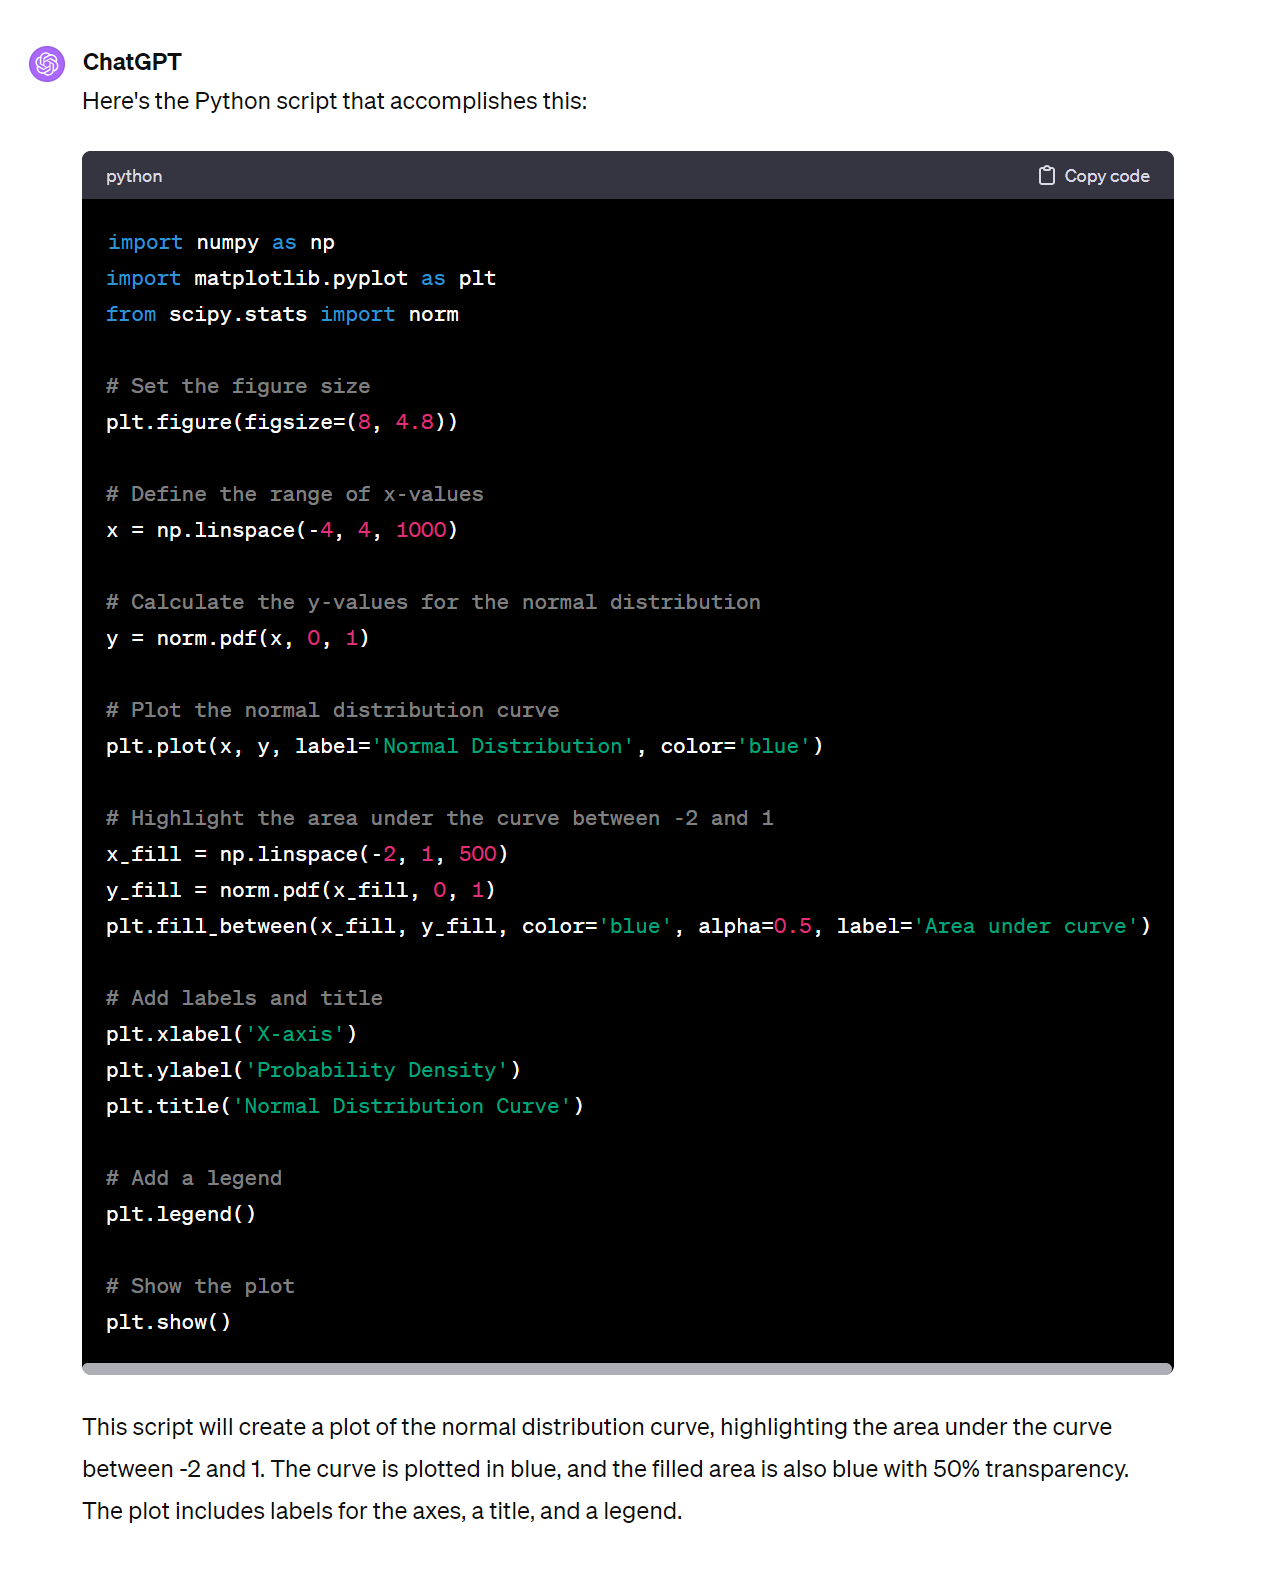 ChatGPT
Here's the Python script that accomplishes this:
python
Copy code
import numpy as np
import matplotlib.pyplot as plt
from scipy.stats import norm
# Set the figure size
plt.figure(figsize=(8, 4.8))
# Define the range of x-values
x = np.linspace(-4, 4, 1000)
# Calculate the y-values for the normal distribution
y = norm.pdf(x, 0, 1)
# Plot the normal distribution curve
plt.plot(x, y, label='Normal Distribution', color='blue')
# Highlight the area under the curve between -2 and 1
x_fill = np.linspace(-2, 1, 500)
y_fill = norm.pdf(x_fill, 0, 1)
plt.fill_between(x_fill, y_fill, color='blue', alpha=0.5, label='Area under curve')
# Add labels and title
plt.xlabel('X-axis')
plt.ylabel('Probability Density')
plt.title('Normal Distribution Curve')
# Add a legend
plt.legend()
# Show the plot
plt.show()
This script will create a plot of the normal distribution curve, highlighting the area under the curve
between -2 and 1. The curve is plotted in blue, and the filled area is also blue with 50% transparency.
The plot includes labels for the axes, a title, and a legend.